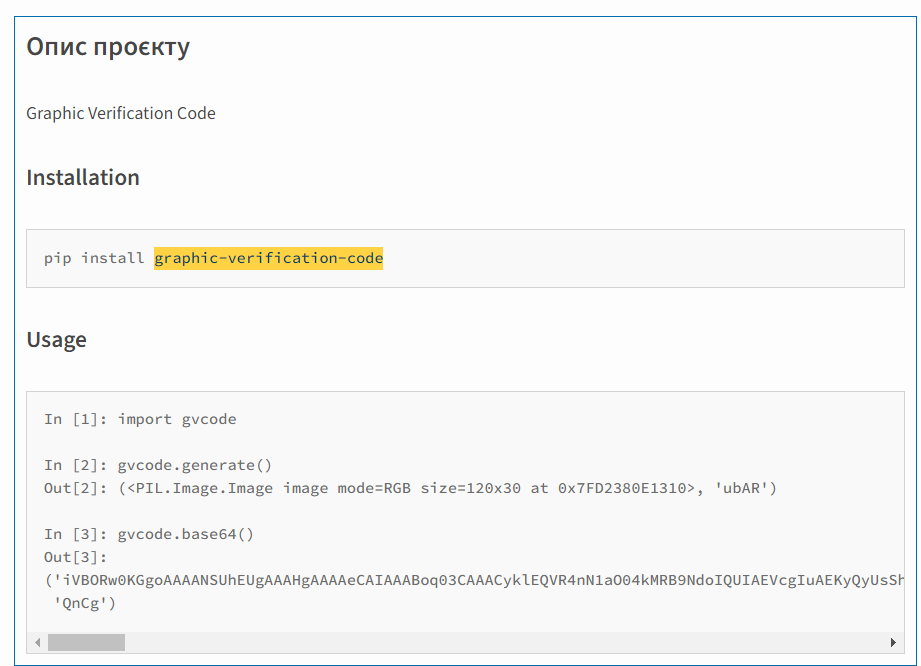 Опис проєкту
Graphic Verification Code
Installation
pip install graphic-verification-code
Usage
In [1]: import gvcode
In [2]: gvcode.generate()
Out[2]: (<PIL.Image.Image image mode=RGB size=120x30 at 0x7FD2380E1310>, 'ubAR')
In [3]: gvcode.base64()
Out[3]:
('iVBORw0KGgoAAAANSUhEUgAAAHgAAAAeCAIAAABoq03CAAACyklEQVR4nN1aO04kMRB9NdoIQUIAEVcgIuAEKyQyUsSh
'QnCg')